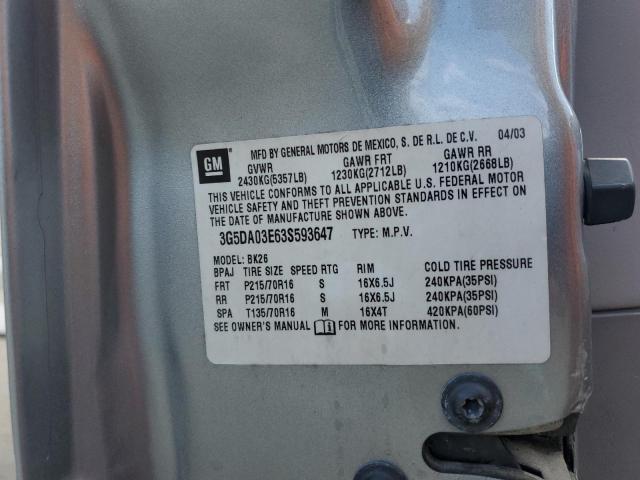 GM
MFD BY GENERAL MOTORS DE MEXICO, S. DE R.L. DE C.V. 04/03
GVWR GAWR FRT GAWR RR
2430KG(5357LB) 1230KG(2712LB) 1210KG(2668LB)
THIS VEHICLE CONFORMS TO ALL APPLICABLE U.S. FEDERAL MOTOR
VEHICLE SAFETY AND THEFT PREVENTION STANDARDS IN EFFECT ON
THE DATE OF MANUFACTURE SHOWN ABOVE.
3G5DA03E63S593647 TYPE: M.P.V.
MODEL: BK26
BPAJ TIRE SIZE SPEED RTG RIM COLD TIRE PRESSURE
FRT P215/70R16 S 16X6.5J 240KPA(35PSI)
RR P215/70R16 S 16X6.5J 240KPA(35PSI)
SPA T135/70R16 M 16X4T 420KPA(60PSI)
SEE OWNER'S MANUAL FOR MORE INFORMATION.